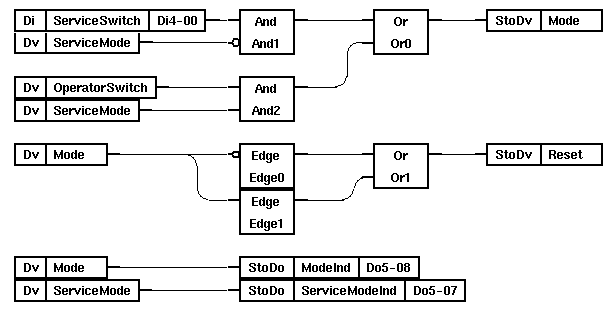 Di ServiceSwitch Di4-00 And Or StoDv Mode
Dv ServiceMode And1 Or0
Dv OperatorSwitch And
Dv ServiceMode And2
Dv Mode Edge Or StoDv Reset
Edge0 Or1
Edge
Edge1
Dv Mode StoDo ModeInd Do5-08
Dv ServiceMode StoDo ServiceModeInd Do5-07